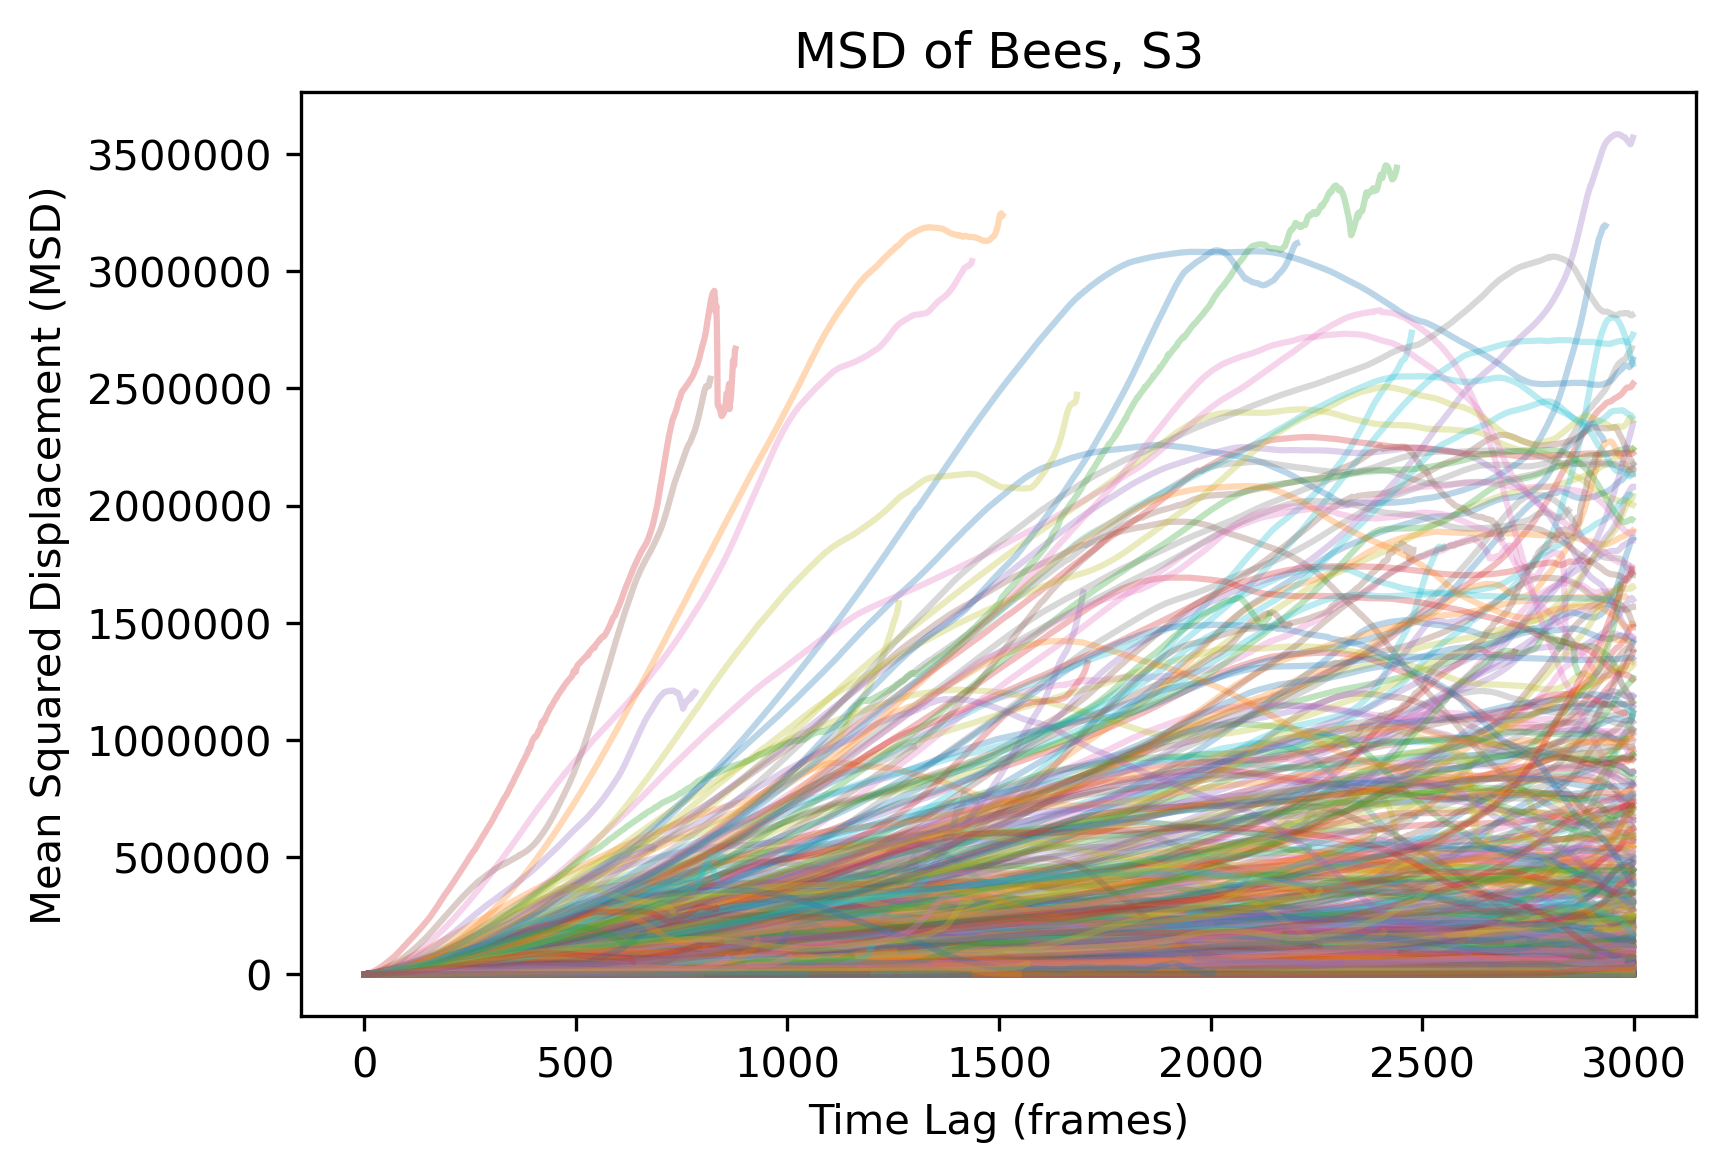 MSD of Bees, S3
Mean Squared Displacement (MSD)
3500000
3000000
2500000
2000000
1500000
1000000
500000
0
0 500 1000 1500 2000 2500 3000
Time Lag (frames)